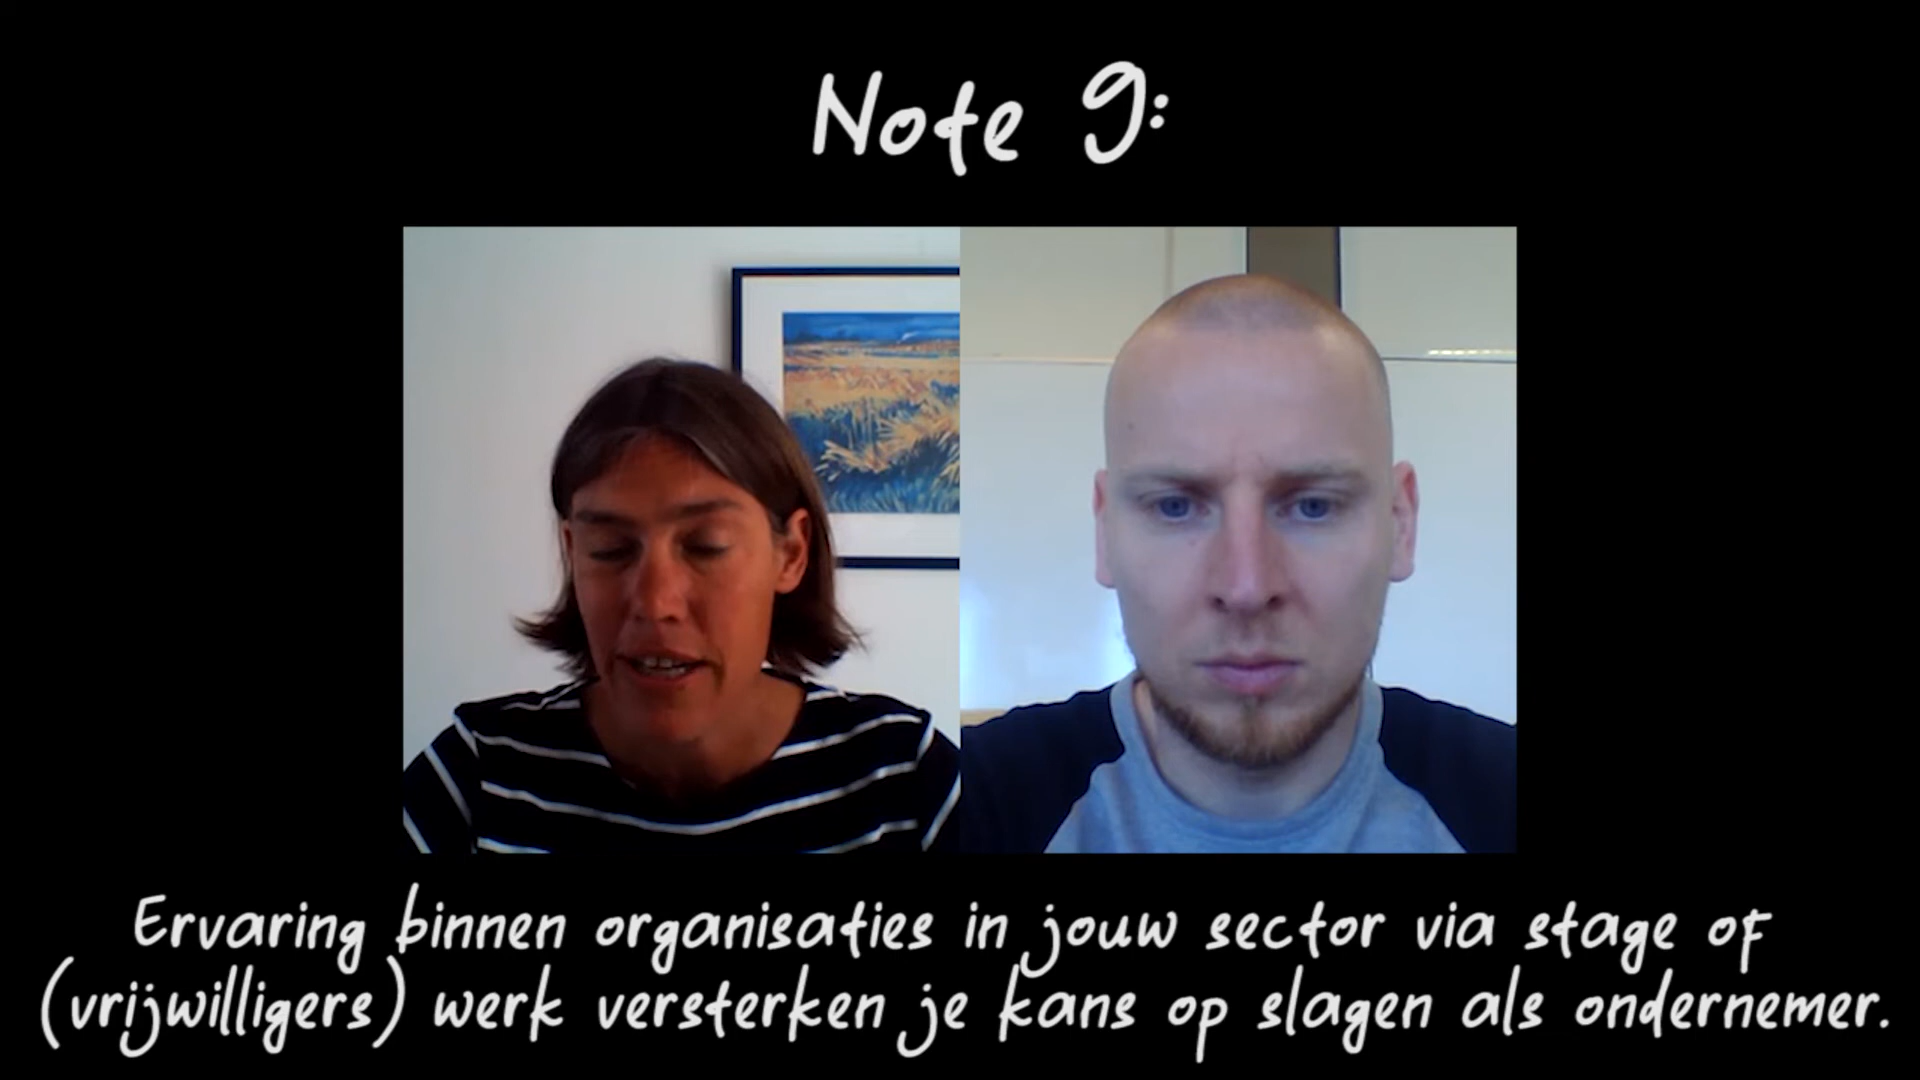 Note 9:
Ervaring binnen organisaties in jouw sector via stage of
(vrijwilligers) werk versterken je kans op slagen als ondernemer.